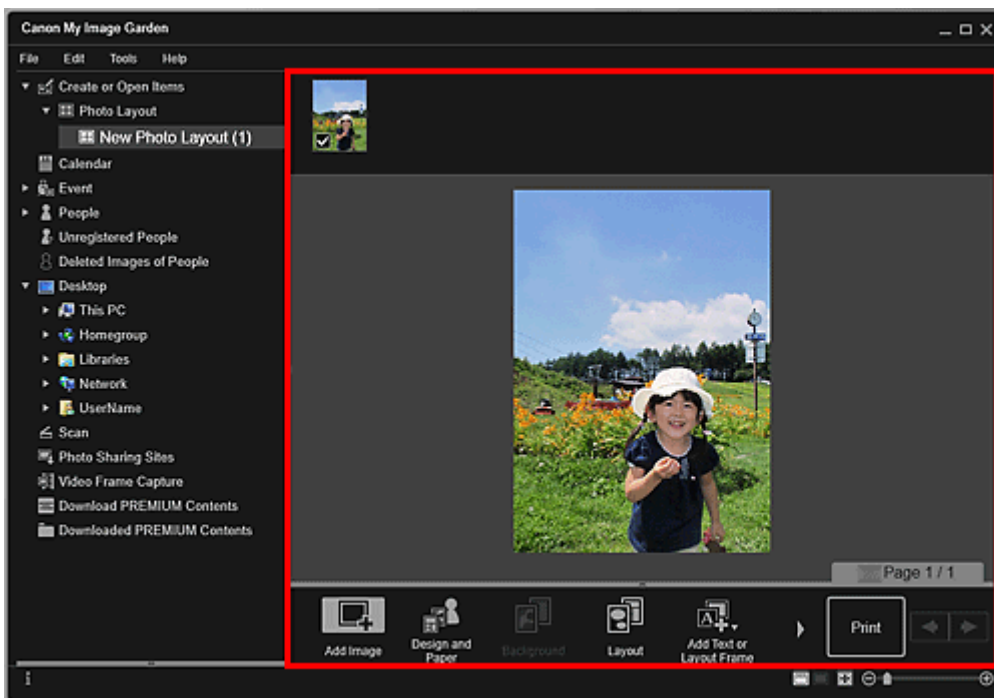 Canon My Image Garden
File Edit Tools Help
Create or Open Items
Photo Layout
New Photo Layout (1)
Calendar
Event
People
Unregistered People
Deleted Images of People
Desktop
This PC
Homegroup
Libraries
Network
UserName
Scan
Photo Sharing Sites
Video Frame Capture
Download PREMIUM Contents
Downloaded PREMIUM Contents
Page 1 / 1
Add Image
Design and
Paper
Background
Layout
Add Text or
Layout Frame
Print